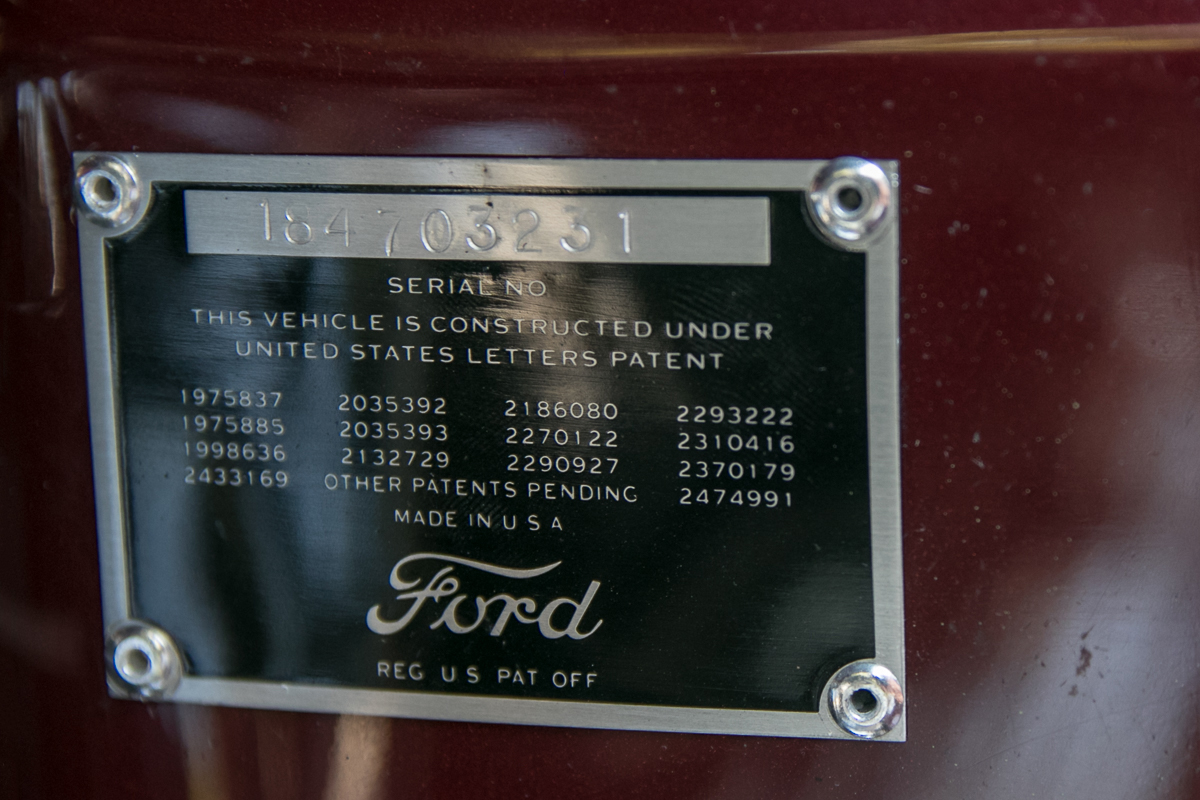 184703231
SERIAL NO
THIS VEHICLE IS CONSTRUCTED UNDER
UNITED STATES LETTERS PATENT
1975837 2035392 2186080 2293222
1975885 2035393 2270122 2310416
1998636 2132729 2290927 2370179
2433169 OTHER PATENTS PENDING 2474991
MADE IN U S A
Ford
REG U S PAT OFF